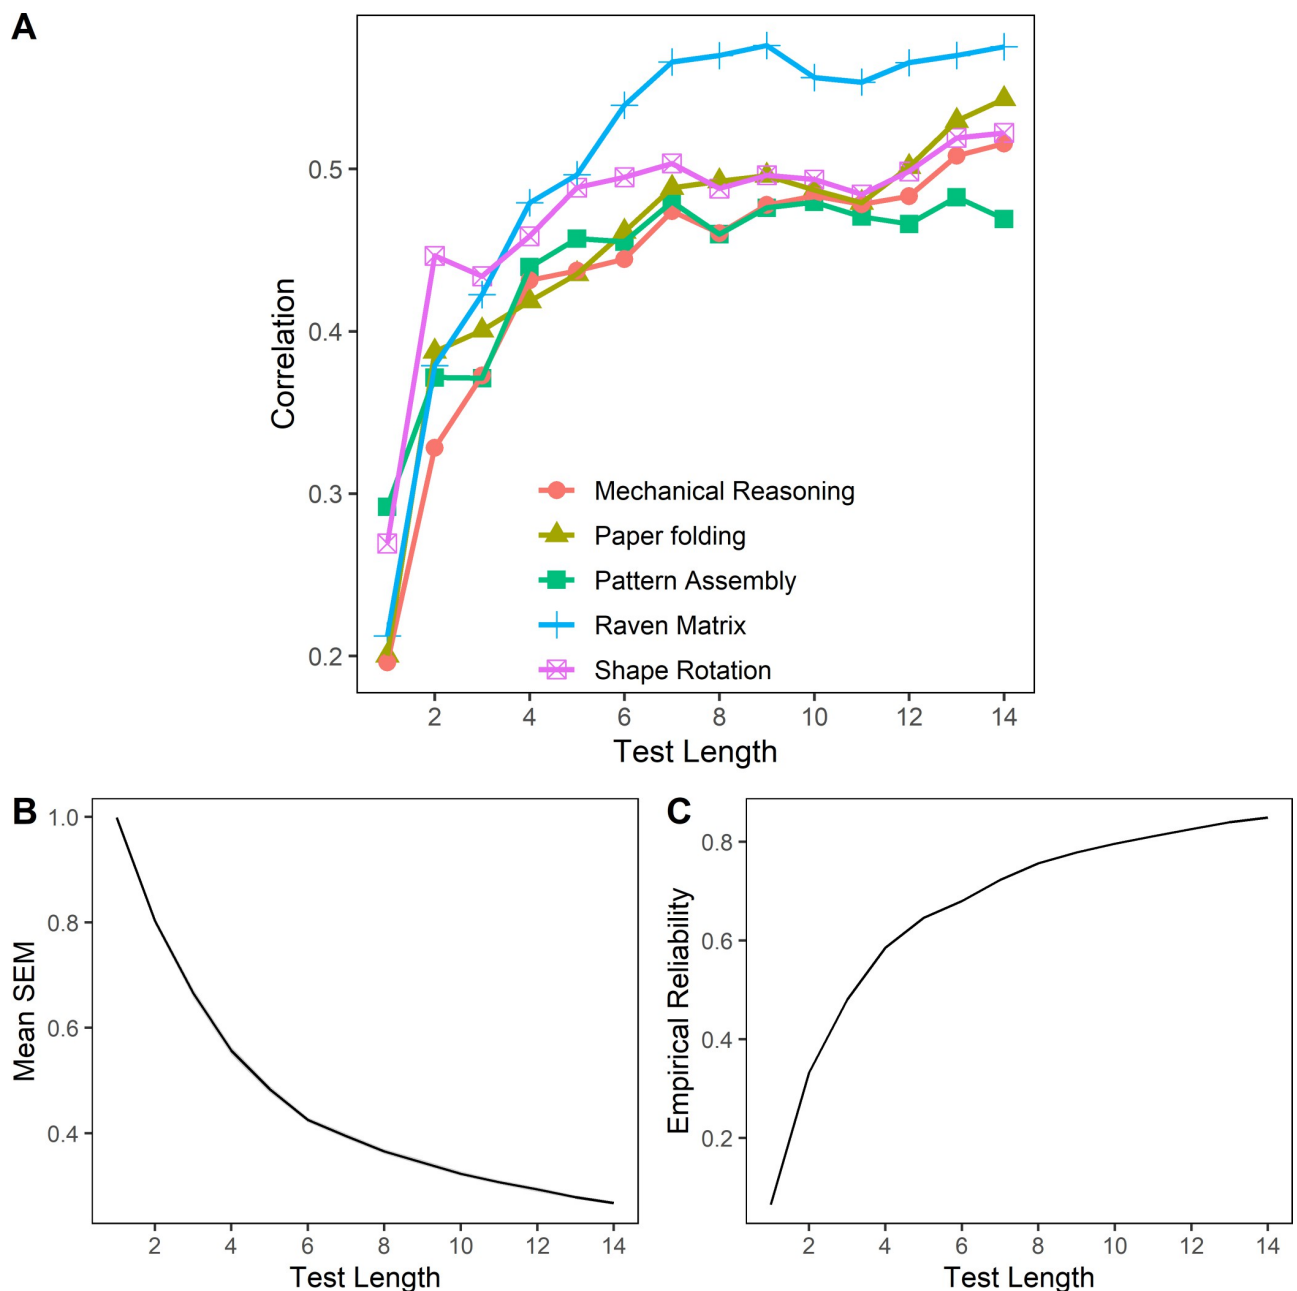 A
Correlation
0.5
0.4
0.3
0.2
Mechanical Reasoning
Paper folding
Pattern Assembly
Raven Matrix
Shape Rotation
2 4 6 8 10 12 14
Test Length
B
Mean SEM
1.0
0.8
0.6
0.4
2 4 6 8 10 12 14
Test Length
C
Empirical Reliability
0.8
0.6
0.4
0.2
2 4 6 8 10 12 14
Test Length